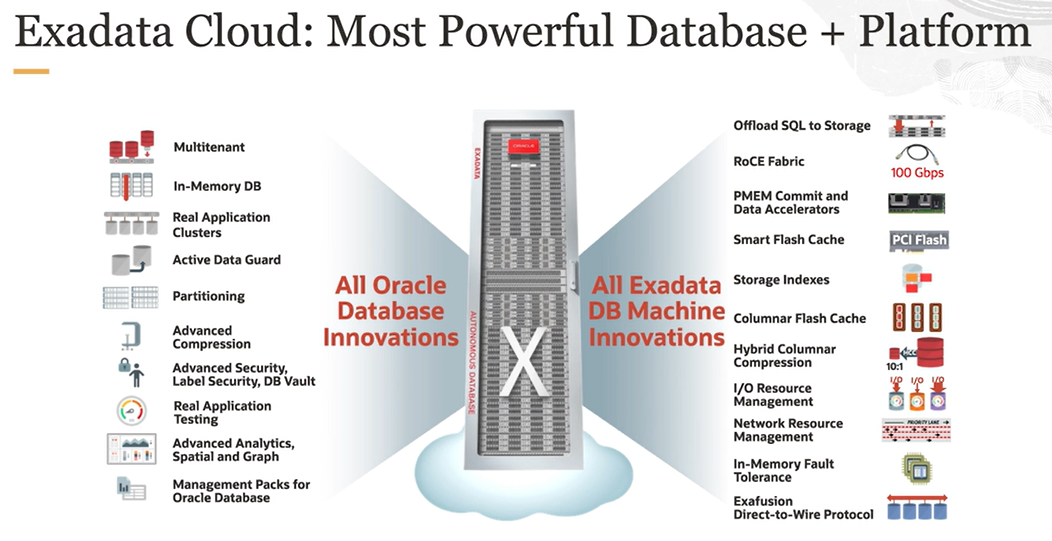 Exadata Cloud: Most Powerful Database + Platform
Multitenant
In-Memory DB
Real Application
Clusters
Active Data Guard
Partitioning
Advanced
Compression
Advanced Security,
Label Security, DB Vault
Real Application
Testing
Advanced Analytics,
Spatial and Graph
Management Packs for
Oracle Database
All Oracle
Database
Innovations
ORACLE
EXADATA
AUTONOMOUS DATABASE
X
All Exadata
DB Machine
Innovations
Offload SQL to Storage
RoCE Fabric
100 Gbps
PMEM Commit and
Data Accelerators
Smart Flash Cache
PCI Flash
Storage Indexes
Columnar Flash Cache
Hybrid Columnar
Compression
HCC
10:1
I/O Resource
Management
I/O I/O I/O
Network Resource
Management
PRIORITY LANE
In-Memory Fault
Tolerance
Exafusion
Direct-to-Wire Protocol